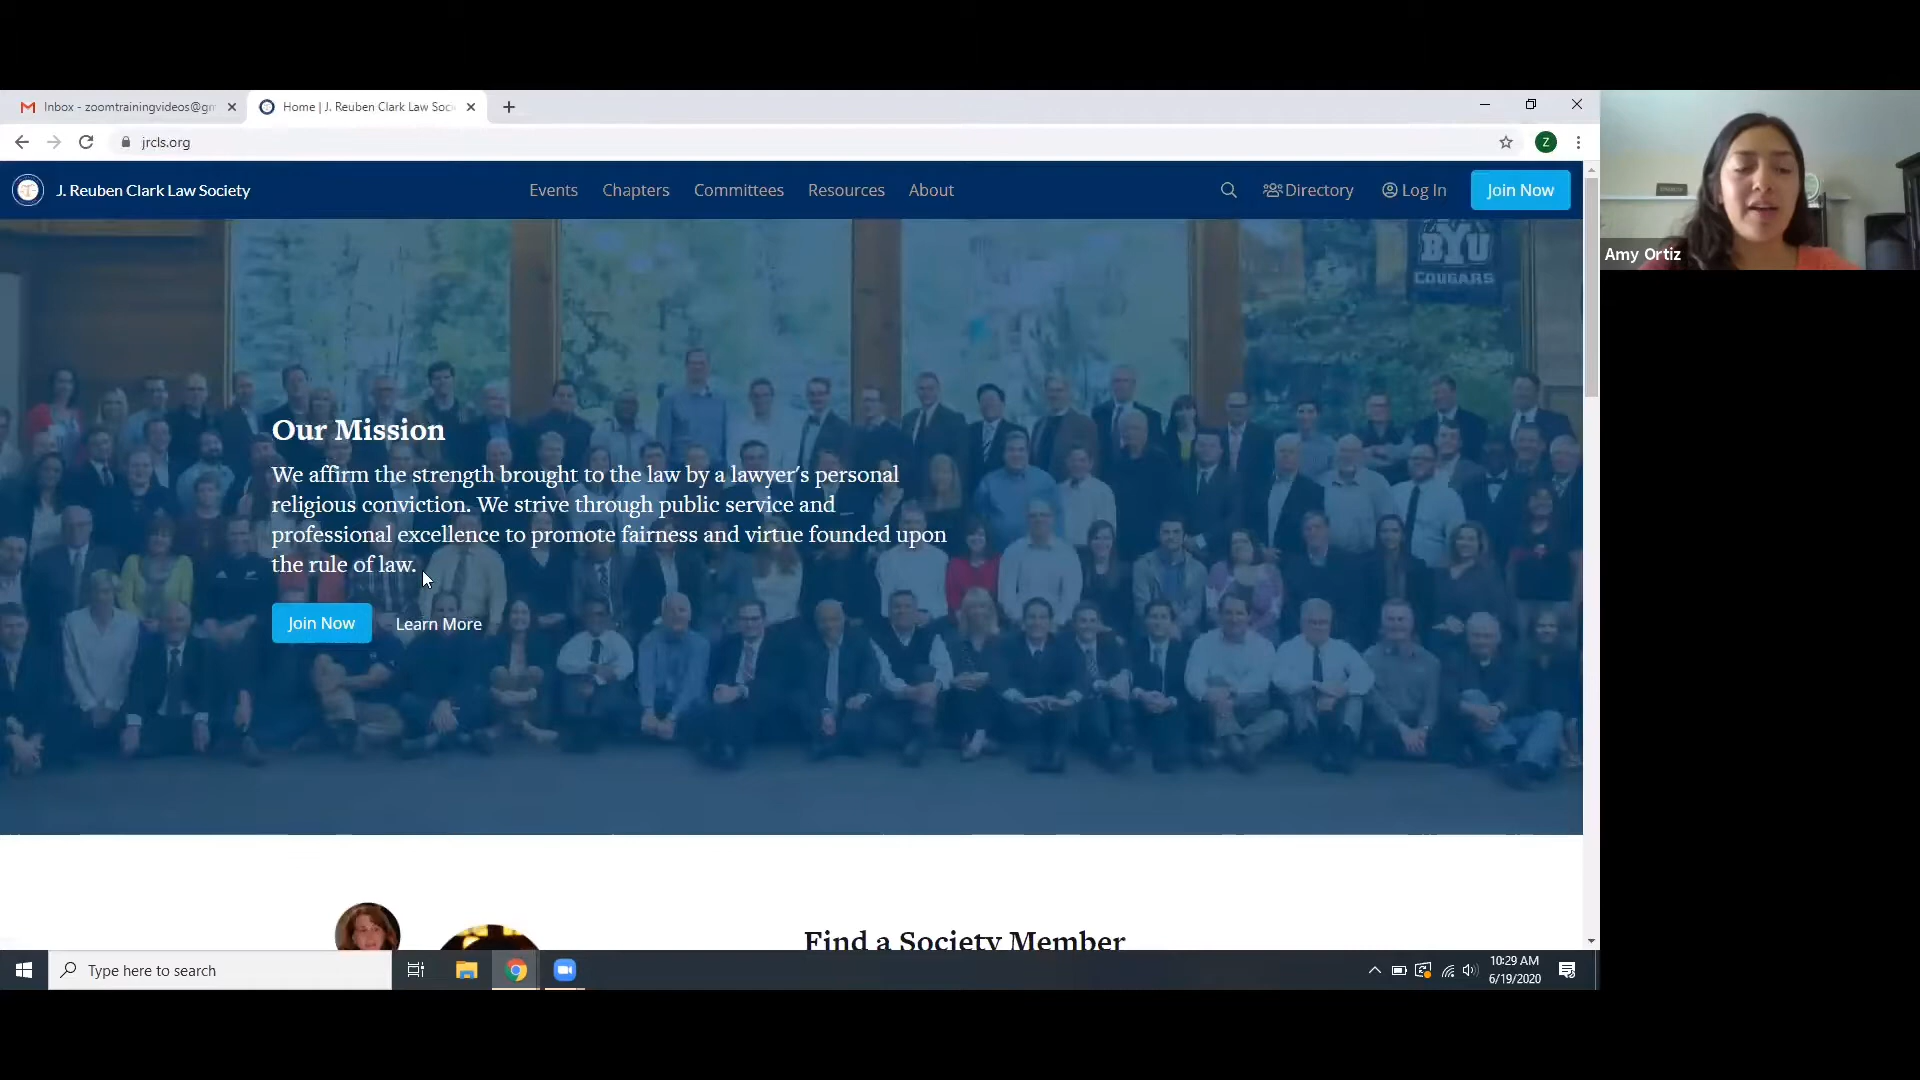 Inbox - zoomtrainingvideos@gm
Home | J. Reuben Clark Law Soci
jrcls.org
Z
J. Reuben Clark Law Society
Events
Chapters
Committees
Resources
About
Directory
Log In
Join Now
BYU
COUGARS
Amy Ortiz
Our Mission
We affirm the strength brought to the law by a lawyer's personal
religious conviction. We strive through public service and
professional excellence to promote fairness and virtue founded upon
the rule of law.
Join Now
Learn More
Find a Society Member
Type here to search
10:29 AM
6/19/2020